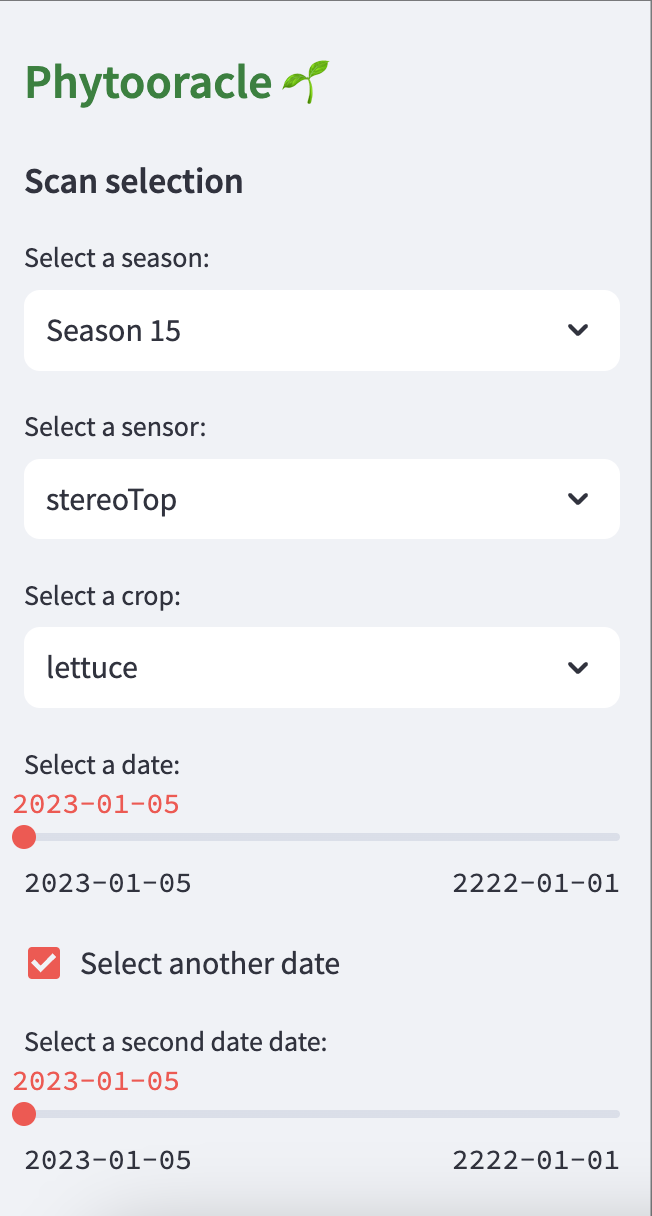 Phytooracle
Scan selection
Select a season:
Season 15
Select a sensor:
stereoTop
Select a crop:
lettuce
Select a date:
2023-01-05
2023-01-05 2222-01-01
Select another date
Select a second date date:
2023-01-05
2023-01-05 2222-01-01